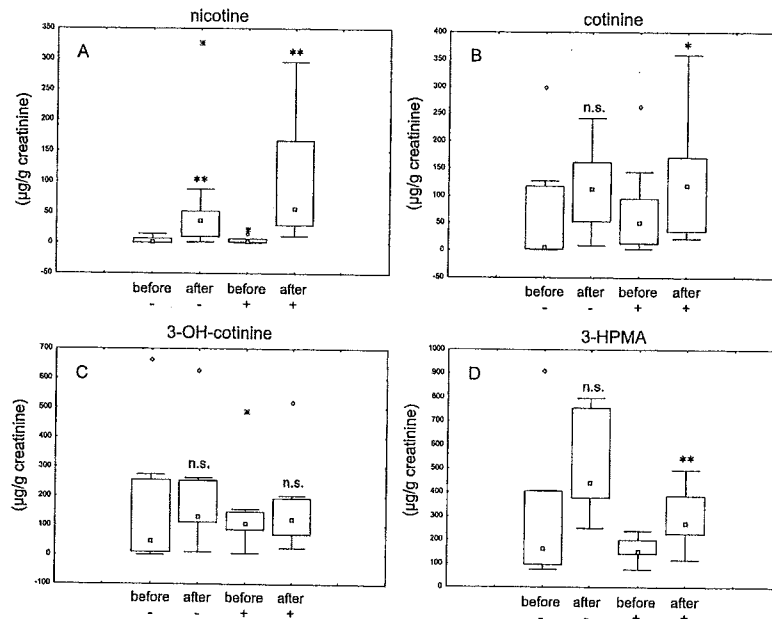 nicotine
A
(µg/g creatinine)
350
300
250
200
150
100
50
0
-50
**
**
before after before after
- - + +
cotinine
B
(µg/g creatinine)
400
350
300
250
200
150
100
50
0
-50
n.s.
*
before after before after
- - + +
3-OH-cotinine
C
(µg/g creatinine)
700
600
500
400
300
200
100
0
-100
n.s.
n.s.
before after before after
- - + +
3-HPMA
D
(µg/g creatinine)
1000
900
800
700
600
500
400
300
200
100
0
n.s.
**
before after before after
- - + +